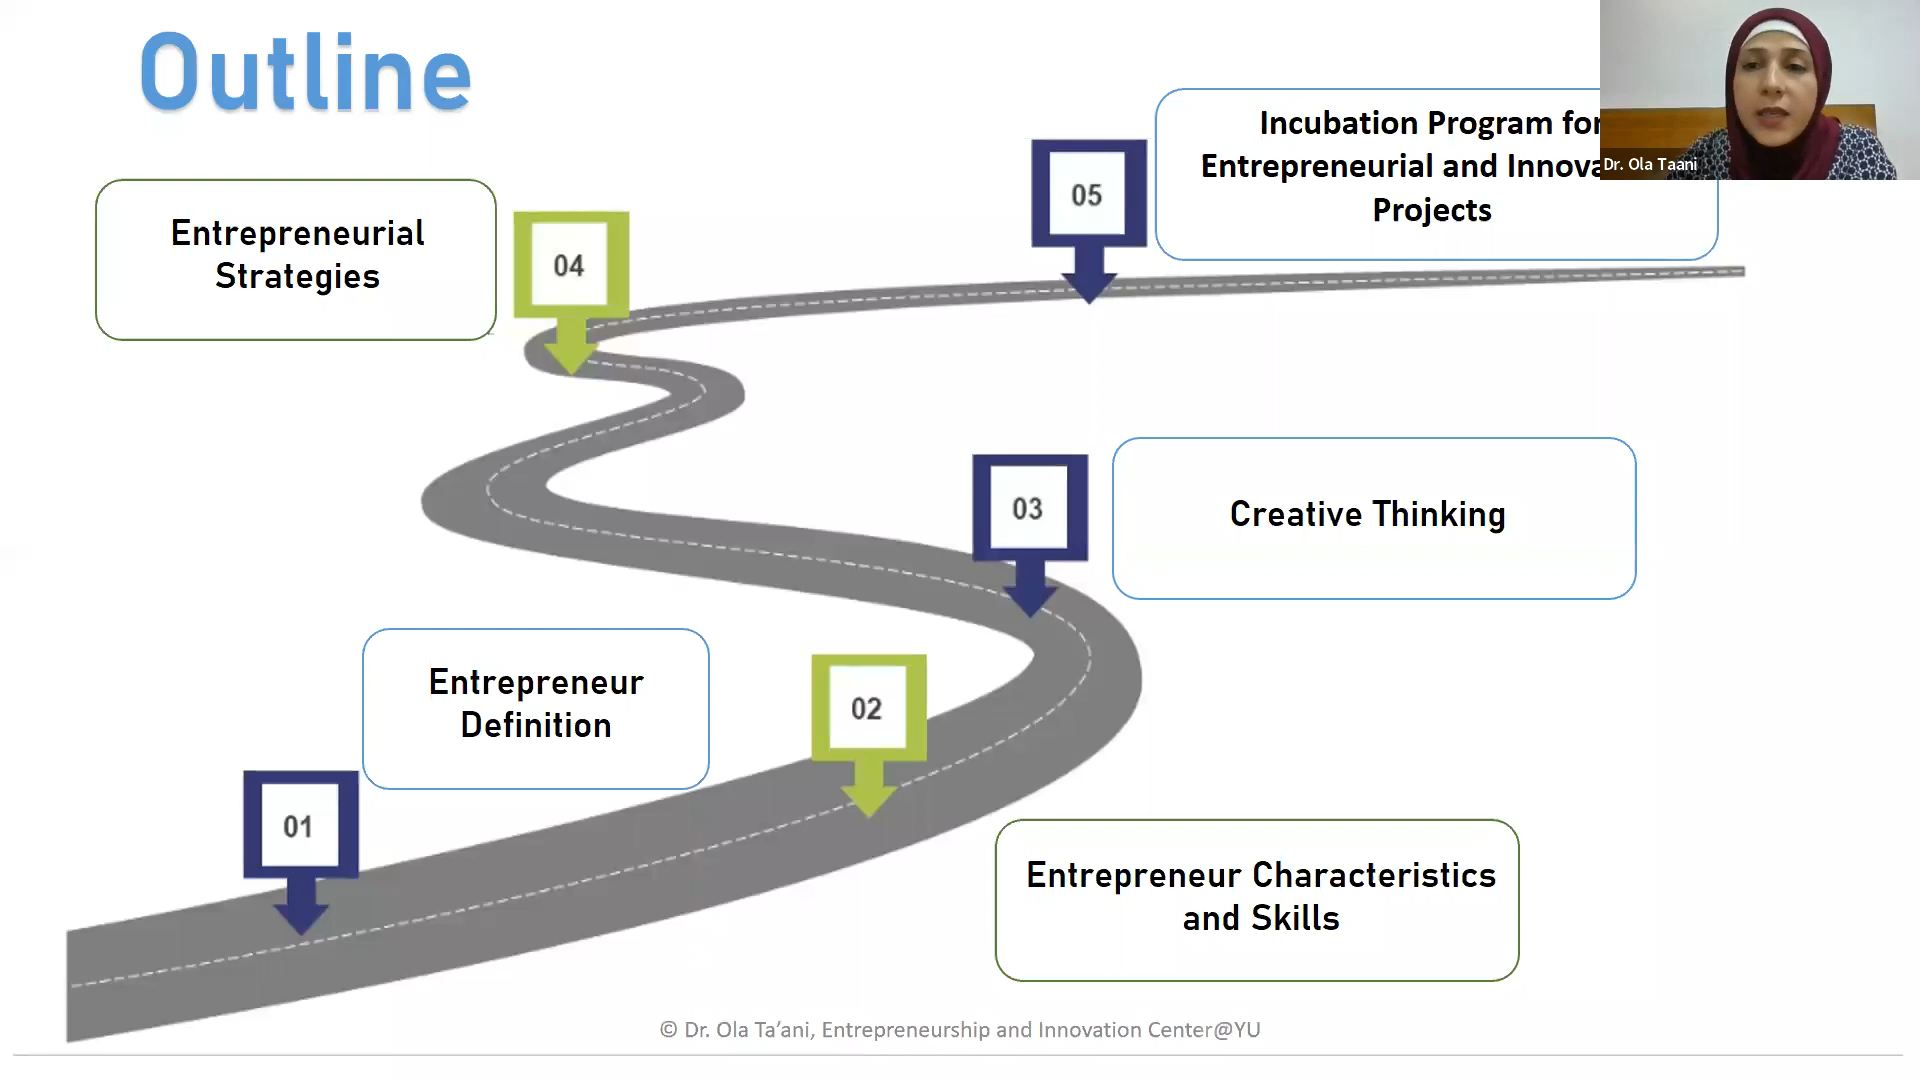 Outline
Incubation Program for
Entrepreneurial and
Projects
Dr. Ola Taani
05
Entrepreneurial
Strategies
04
03
Creative Thinking
Entrepreneur
Definition
02
01
Entrepreneur Characteristics
and Skills
© Dr. Ola Ta’ani, Entrepreneurship and Innovation Center@YU